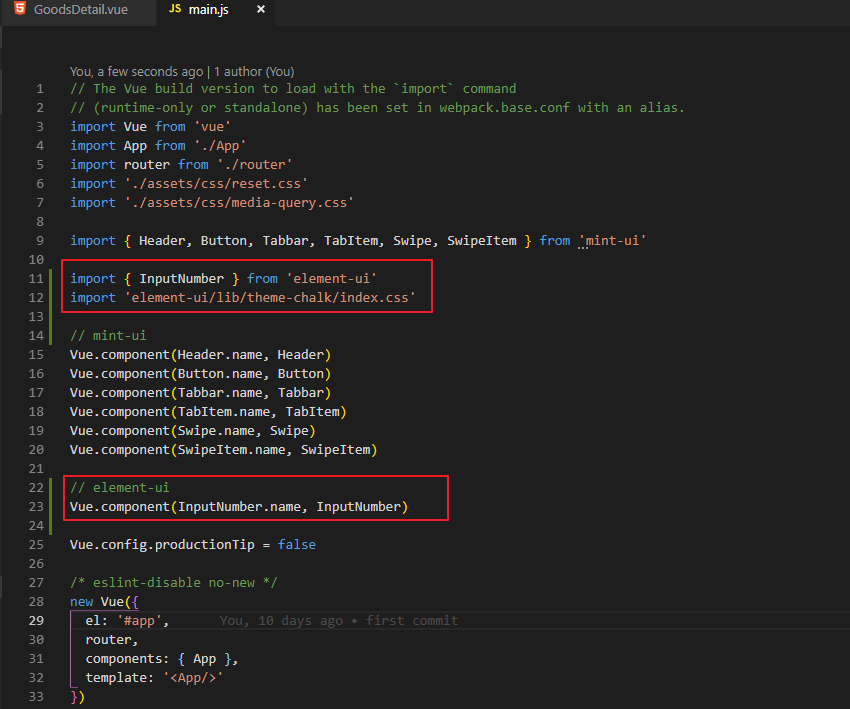 GoodsDetail.vue
JS main.js ×
You, a few seconds ago | 1 author (You)
1 // The Vue build version to load with the `import` command
2 // (runtime-only or standalone) has been set in webpack.base.conf with an alias.
3 import Vue from 'vue'
4 import App from './App'
5 import router from './router'
6 import './assets/css/reset.css'
7 import './assets/css/media-query.css'
8
9 import { Header, Button, Tabbar, TabItem, Swipe, SwipeItem } from 'mint-ui'
10
11 import { InputNumber } from 'element-ui'
12 import 'element-ui/lib/theme-chalk/index.css'
13
14 // mint-ui
15 Vue.component(Header.name, Header)
16 Vue.component(Button.name, Button)
17 Vue.component(Tabbar.name, Tabbar)
18 Vue.component(TabItem.name, TabItem)
19 Vue.component(Swipe.name, Swipe)
20 Vue.component(SwipeItem.name, SwipeItem)
21
22 // element-ui
23 Vue.component(InputNumber.name, InputNumber)
24
25 Vue.config.productionTip = false
26
27 /* eslint-disable no-new */
28 new Vue({
29 el: '#app', You, 10 days ago • first commit
30 router,
31 components: { App },
32 template: '<App/>'
33 })